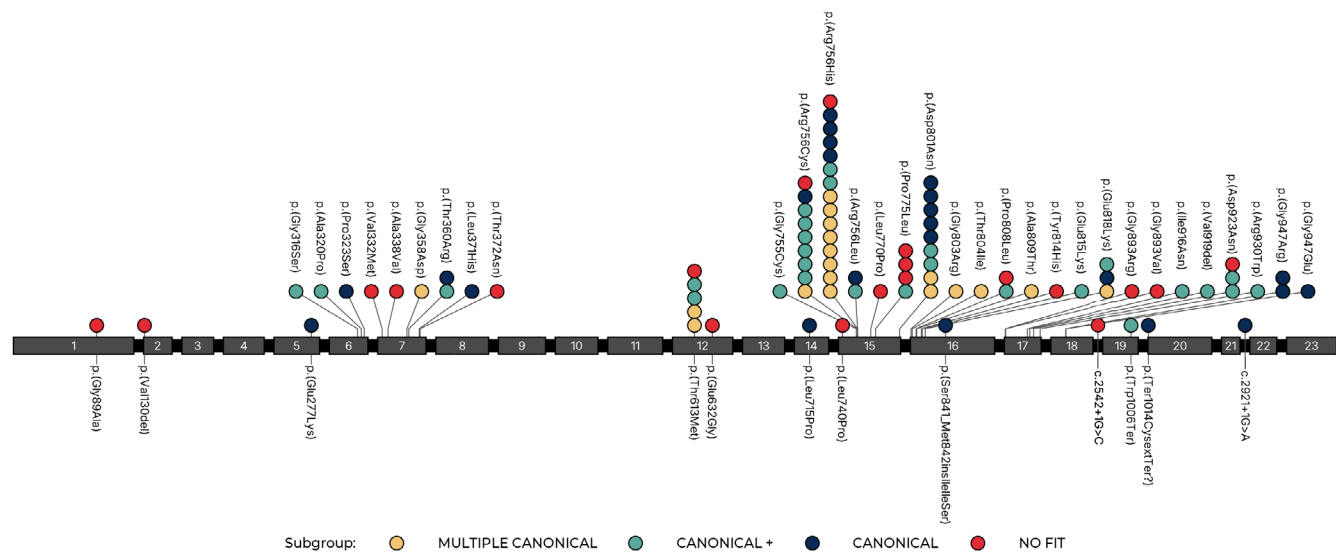 p.(Gly316Ser)
p.(Ala320Pro)
p.(Pro323Ser)
p.(Val332Met)
p.(Ala338Val)
p.(Gly358Asp)
p.(Thr360Arg)
p.(Leu371His)
p.(Thr372Asn)
p.(Gly755Cys)
p.(Arg756Cys)
p.(Arg756His)
p.(Arg756Leu)
p.(Leu770Pro)
p.(Pro775Leu)
p.(Asp801Asn)
p.(Gly803Arg)
p.(Thr804Ile)
p.(Pro808Leu)
p.(Ala809Thr)
p.(Tyr814His)
p.(Glu815Lys)
p.(Glu818Lys)
p.(Gly893Arg)
p.(Gly893Val)
p.(Ile916Asn)
p.(Val919del)
p.(Asp923Asn)
p.(Arg930Trp)
p.(Gly947Arg)
p.(Gly947Glu)
1 2 3 4 5 6 7 8 9 10 11 12 13 14 15 16 17 18 19 20 21 22 23
p.(Gly89Ala)
p.(Val130del)
p.(Glu277Lys)
p.(Thr613Met)
p.(Glu632Gly)
p.(Leu715Pro)
p.(Leu740Pro)
p.(Ser841_Met842insIleIleSer)
c.2542+1G>C
p.(Trp1006Ter)
p.(Ter1014CysextTer?)
c.2921+1G>A
Subgroup: MULTIPLE CANONICAL CANONICAL + CANONICAL NO FIT